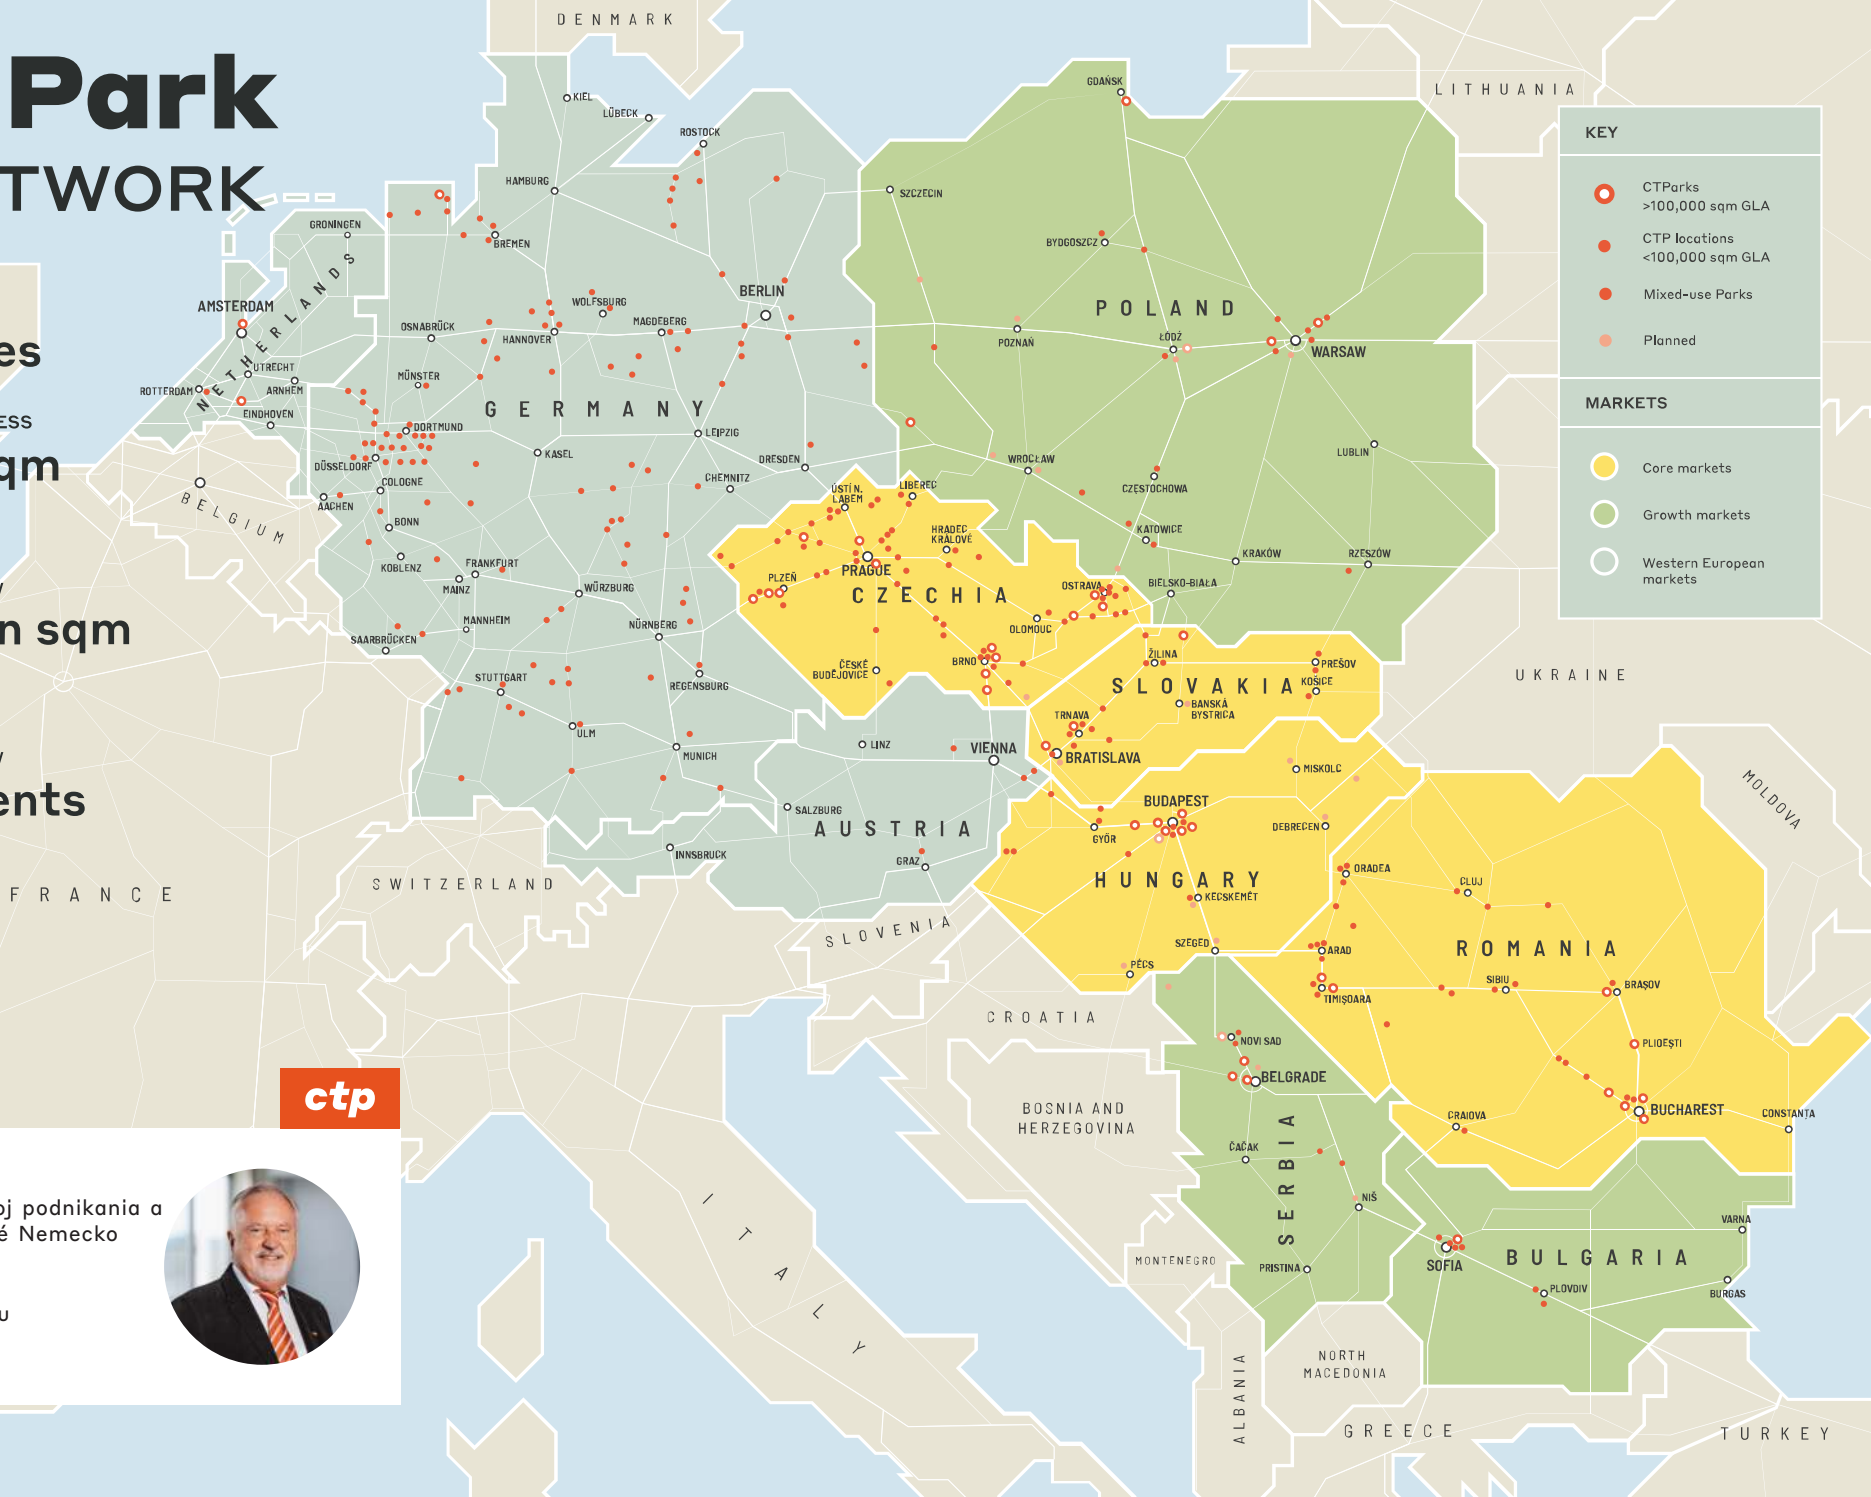 Park
TWORK
es
ESS
qm
n sqm
ents
ctp
oj podnikania a
é Nemecko
u
KEY
CTParks
>100,000 sqm GLA
CTP locations
<100,000 sqm GLA
Mixed-use Parks
Planned
MARKETS
Core markets
Growth markets
Western European
markets
DENMARK
LITHUANIA
KIEL
LÜBECK
ROSTOCK
HAMBURG
BREMEN
GRONINGEN
NETHERLANDS
AMSTERDAM
UTRECHT
ROTTERDAM
ARNHEM
EINDHOVEN
BELGIUM
OSNABRÜCK
HANNOVER
WOLFSBURG
MAGDEBERG
BERLIN
MÜNSTER
GERMANY
DORTMUND
DÜSSELDORF
KASEL
LEIPZIG
DRESDEN
CHEMNITZ
COLOGNE
AACHEN
BONN
KOBLENZ
FRANKFURT
MAINZ
WÜRZBURG
MANNHEIM
NÜRNBERG
SAARBRÜCKEN
STUTTGART
REGENSBURG
ULM
MUNICH
GDAŃSK
SZCZECIN
BYDGOSZCZ
POLAND
POZNAŃ
ŁÓDŹ
WARSAW
LUBLIN
WROCŁAW
CZĘSTOCHOWA
KATOWICE
KRAKÓW
RZESZÓW
BIELSKO-BIAŁA
ÚSTÍ N.
LABEM
LIBEREC
HRADEC
KRÁLOVÉ
PLZEŇ
PRAGUE
CZECHIA
OSTRAVA
OLOMOUC
BRNO
ČESKÉ
BUDĚJOVICE
ŽILINA
PREŠOV
KOŠICE
SLOVAKIA
BANSKÁ
BYSTRICA
TRNAVA
BRATISLAVA
UKRAINE
MOLDOVA
LINZ
VIENNA
SALZBURG
AUSTRIA
INNSBRUCK
GRAZ
FRANCE
SWITZERLAND
SLOVENIA
MISKOLC
BUDAPEST
GYŐR
DEBRECEN
HUNGARY
KECSKEMÉT
SZEGED
PÉCS
ORADEA
CLUJ
ROMANIA
ARAD
TIMIȘOARA
SIBIU
BRAȘOV
PLIOEȘTI
BUCHAREST
CRAIOVA
CONSTANȚA
CROATIA
BOSNIA AND
HERZEGOVINA
NOVI SAD
BELGRADE
SERBIA
ČAČAK
NIŠ
PRISTINA
MONTENEGRO
SOFIA
BULGARIA
VARNA
BURGAS
PLOVDIV
ITALY
ALBANIA
NORTH
MACEDONIA
GREECE
TURKEY